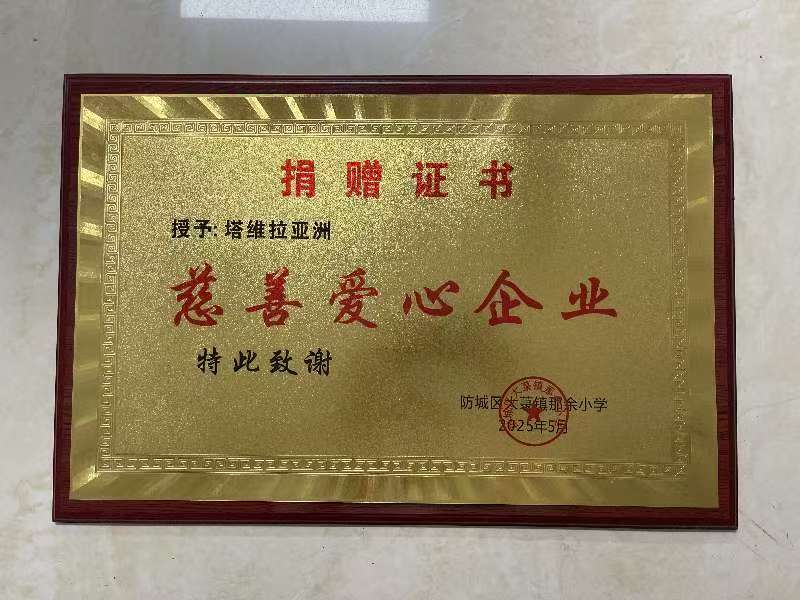 捐赠证书
授予:塔维拉亚洲
慈善爱心企业
特此致谢
防城区大菉镇那余小学
2025年5月